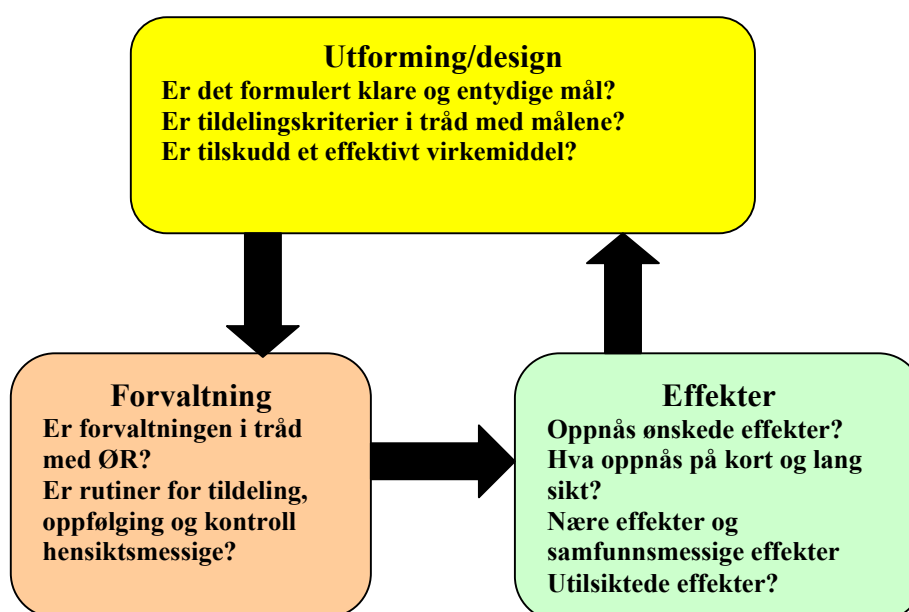 Utforming/design
Er det formulert klare og entydige mål?
Er tildelingskriterier i tråd med målene?
Er tilskudd et effektivt virkemiddel?
Forvaltning
Er forvaltningen i tråd
med ØR?
Er rutiner for tildeling,
oppfølging og kontroll
hensiktsmessige?
Effekter
Oppnås ønskede effekter?
Hva oppnås på kort og lang
sikt?
Nære effekter og
samfunnsmessige effekter
Utilsiktede effekter?